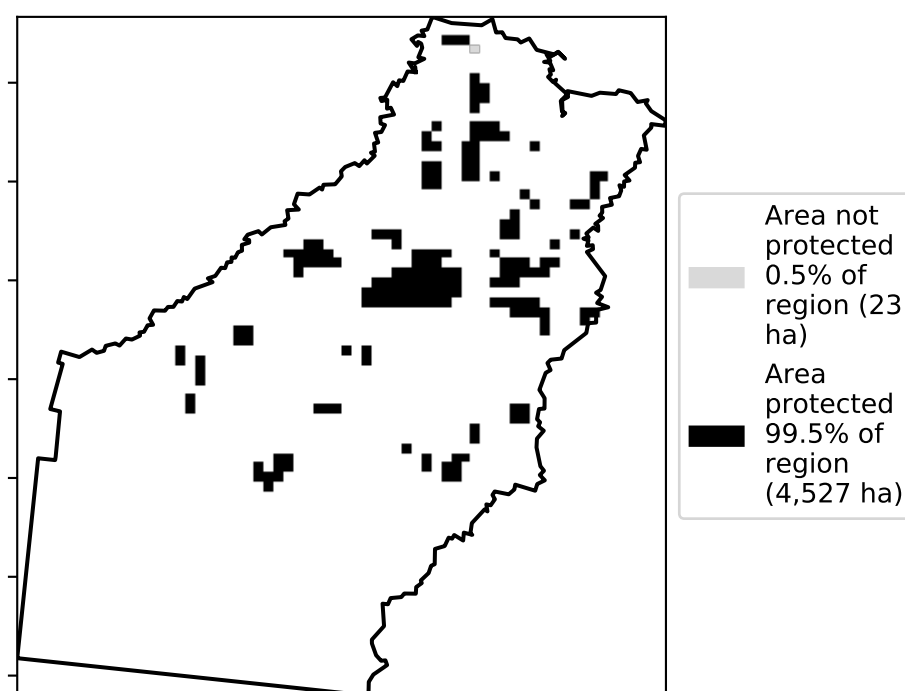 Area not
protected
0.5% of
region (23
ha)
Area
protected
99.5% of
region
(4,527 ha)